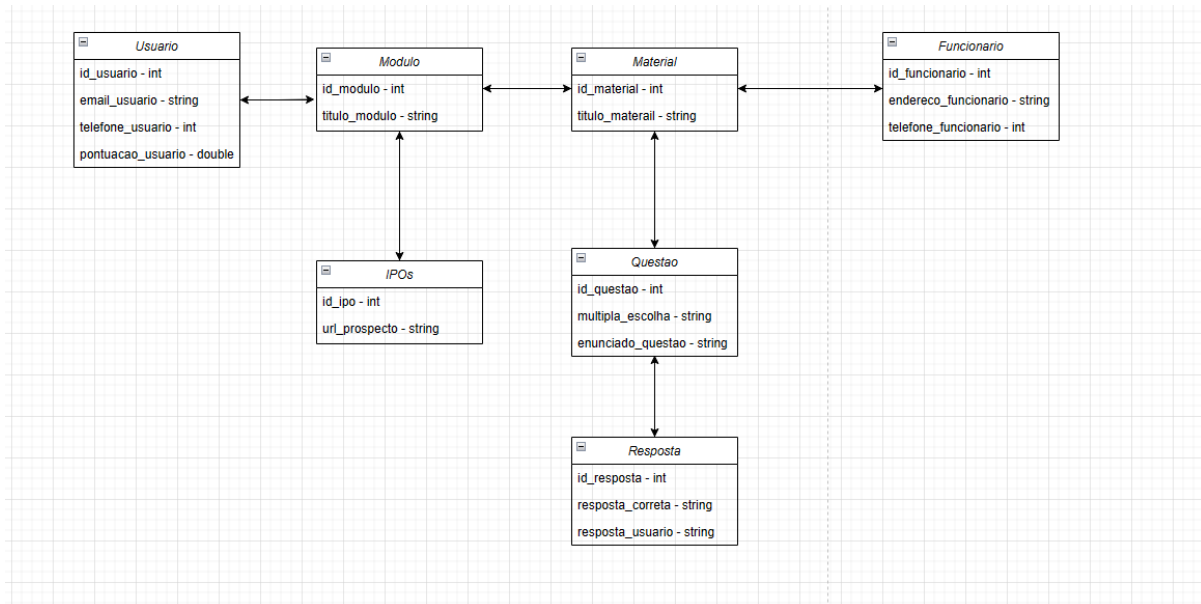 Usuario
id_usuario - int
email_usuario - string
telefone_usuario - int
pontuacao_usuario - double
Modulo
id_modulo - int
titulo_modulo - string
Material
id_material - int
titulo_materail - string
Funcionario
id_funcionario - int
endereco_funcionario - string
telefone_funcionario - int
IPOs
id_ipo - int
url_prospecto - string
Questao
id_questao - int
multipla_escolha - string
enunciado_questao - string
Resposta
id_resposta - int
resposta_correta - string
resposta_usuario - string